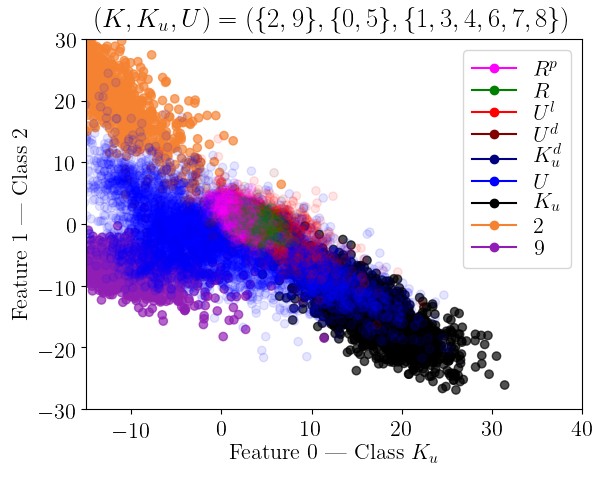 (K, K_u, U) = ({2, 9}, {0, 5}, {1, 3, 4, 6, 7, 8})
30
20
10
0
−10
−20
−30
Feature 1 — Class 2
R^p
R
U^l
U^d
K_u^d
U
K_u
2
9
−10
0
10
20
30
40
Feature 0 — Class K_u